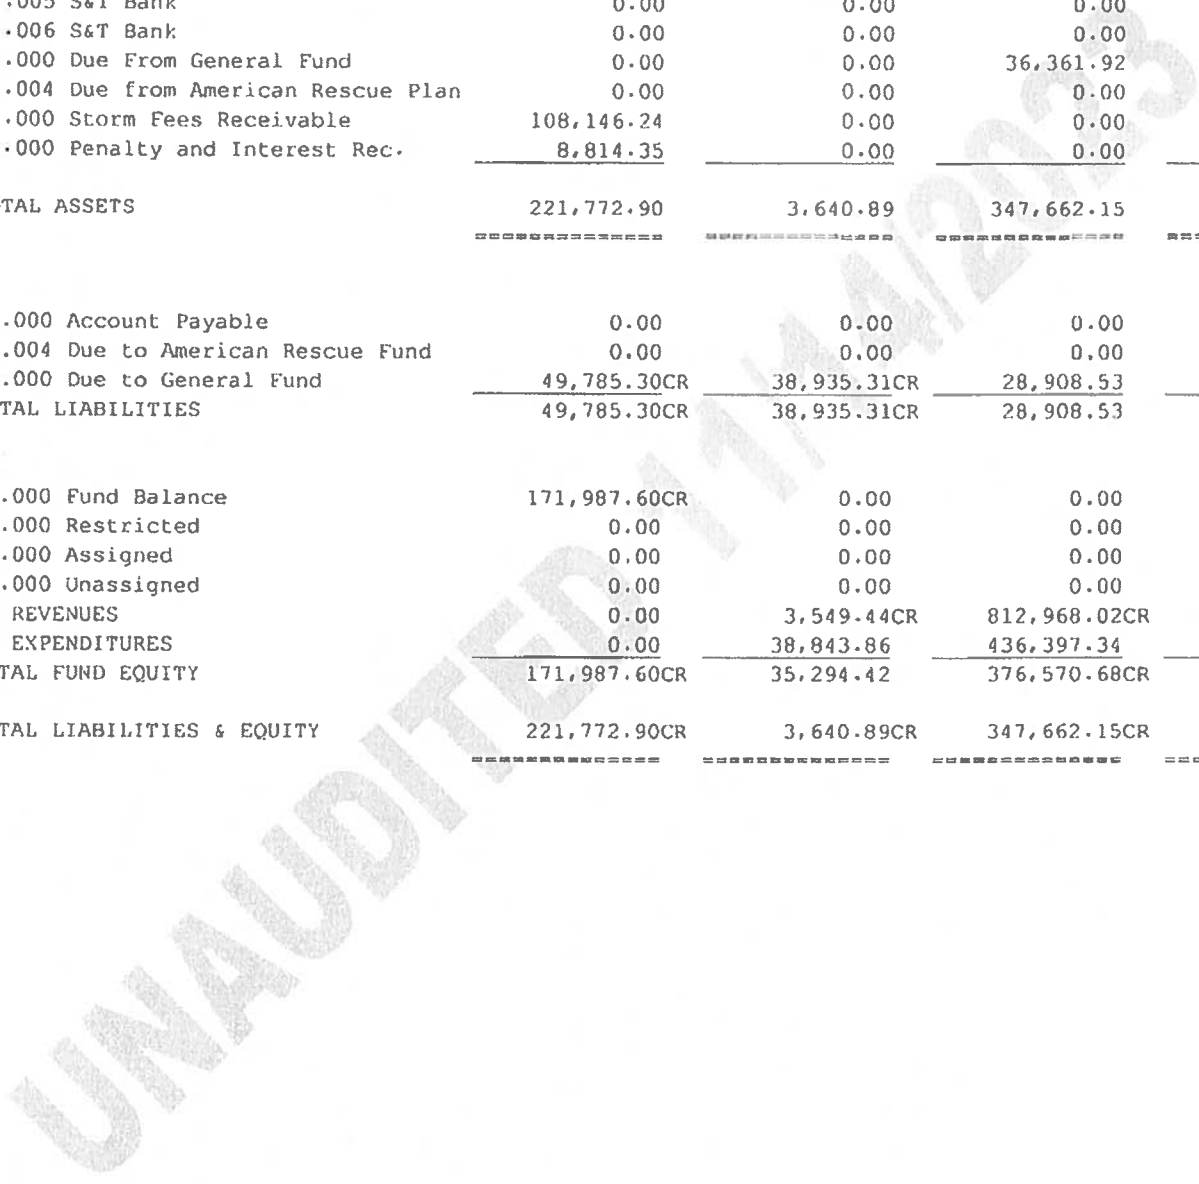 .005 S&T Bank 0.00 0.00 0.00
.006 S&T Bank 0.00 0.00 0.00
.000 Due From General Fund 0.00 0.00 36,361.92
.004 Due from American Rescue Plan 0.00 0.00 0.00
.000 Storm Fees Receivable 108,146.24 0.00 0.00
.000 Penalty and Interest Rec. 8,814.35 0.00 0.00
TAL ASSETS 221,772.90 3,640.89 347,662.15
.000 Account Payable 0.00 0.00 0.00
.004 Due to American Rescue Fund 0.00 0.00 0.00
.000 Due to General Fund 49,785.30CR 38,935.31CR 28,908.53
TAL LIABILITIES 49,785.30CR 38,935.31CR 28,908.53
.000 Fund Balance 171,987.60CR 0.00 0.00
.000 Restricted 0.00 0.00 0.00
.000 Assigned 0.00 0.00 0.00
.000 Unassigned 0.00 0.00 0.00
REVENUES 0.00 3,549.44CR 812,968.02CR
EXPENDITURES 0.00 38,843.86 436,397.34
TAL FUND EQUITY 171,987.60CR 35,294.42 376,570.68CR
TAL LIABILITIES & EQUITY 221,772.90CR 3,640.89CR 347,662.15CR
UNAUDITED 11/14/2023